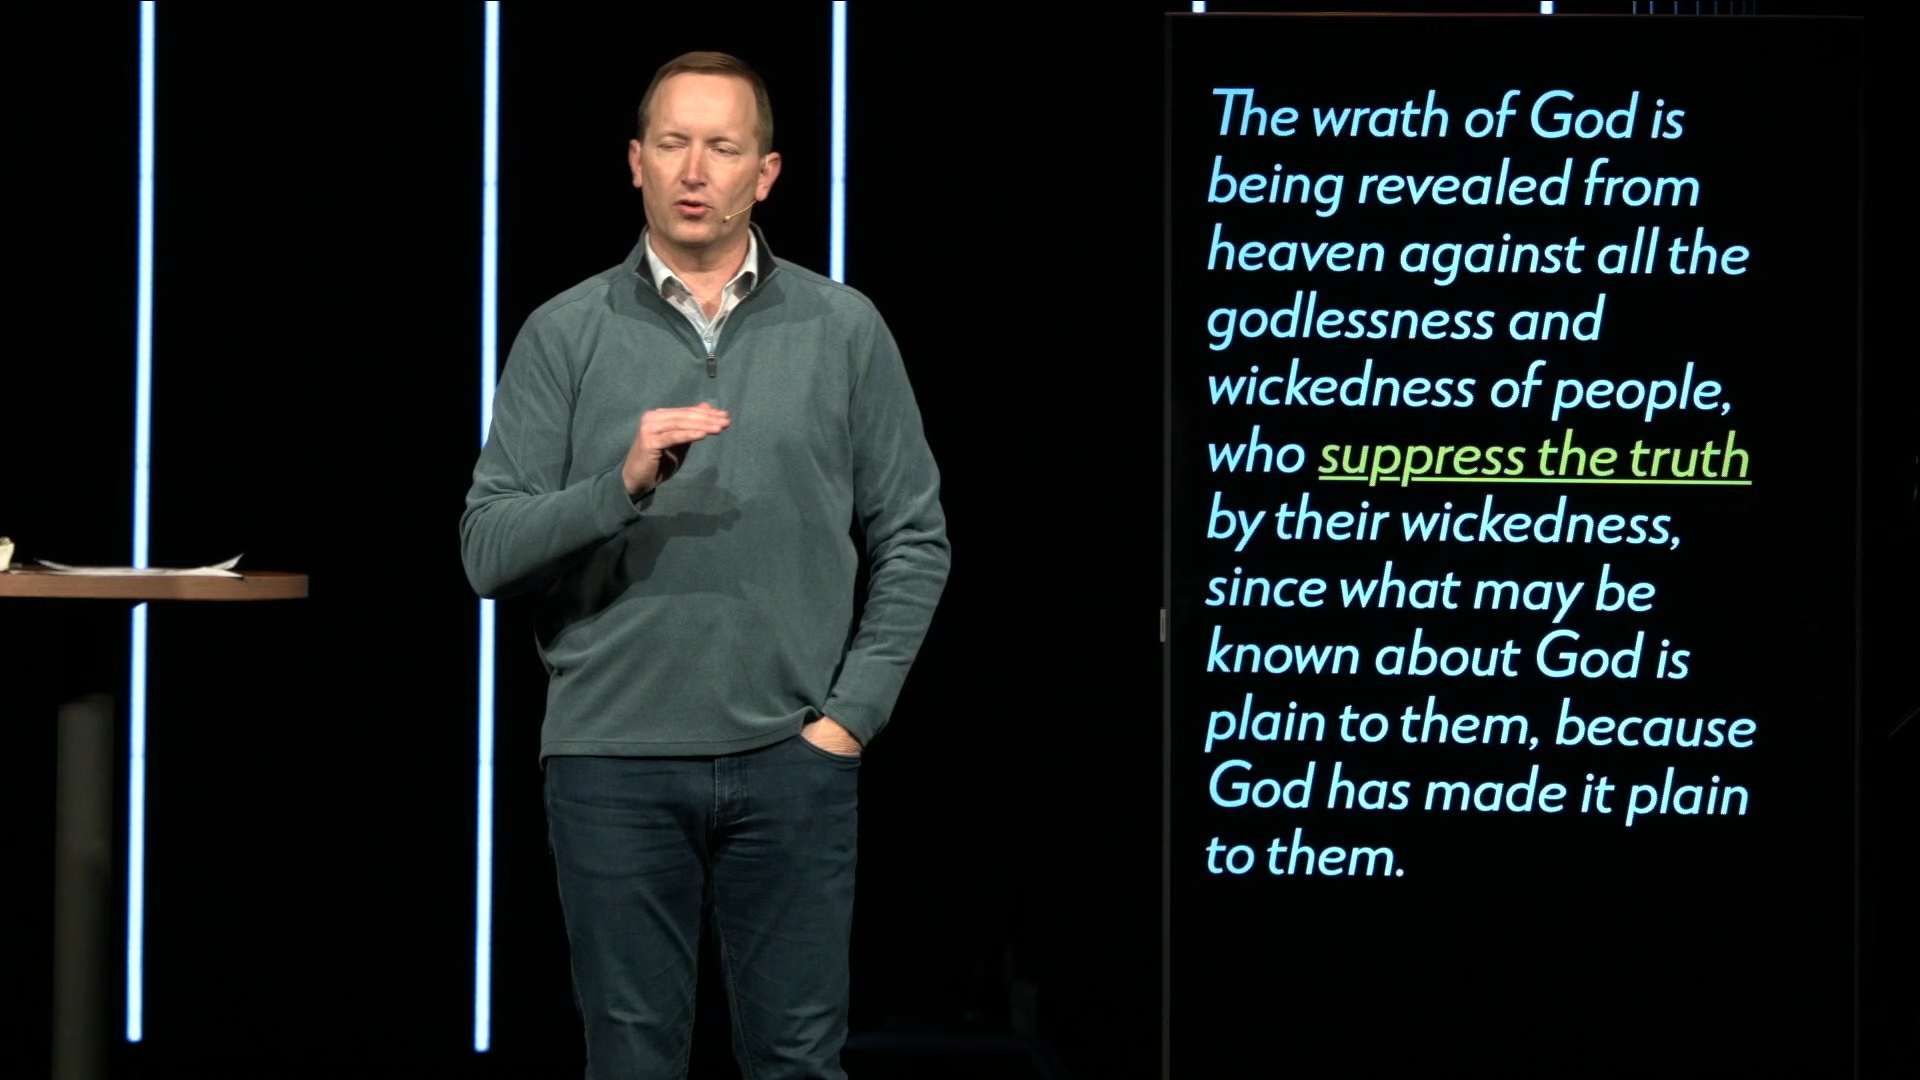 The wrath of God is
being revealed from
heaven against all the
godlessness and
wickedness of people,
who suppress the truth
by their wickedness,
since what may be
known about God is
plain to them, because
God has made it plain
to them.